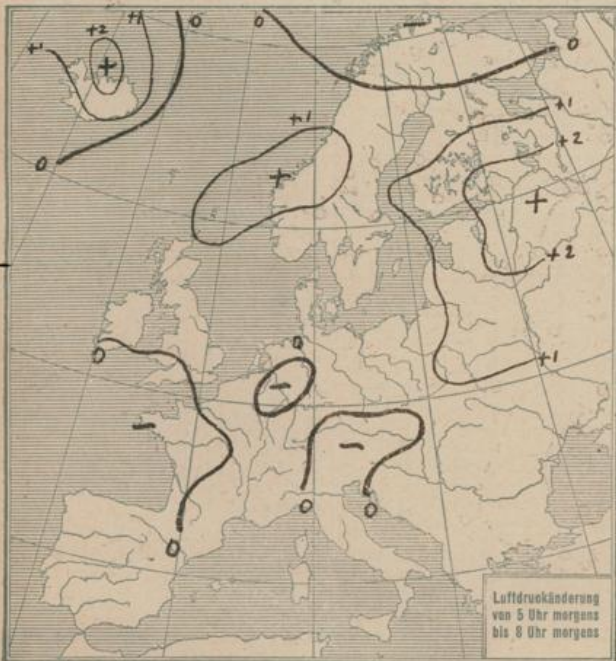 +2 +1 0 0 -
+1 + 0
+1
+1 +2
0 + +
+2
0 0
- +1
- -
0 0 0
Luftdruckänderung
von 5 Uhr morgens
bis 8 Uhr morgens